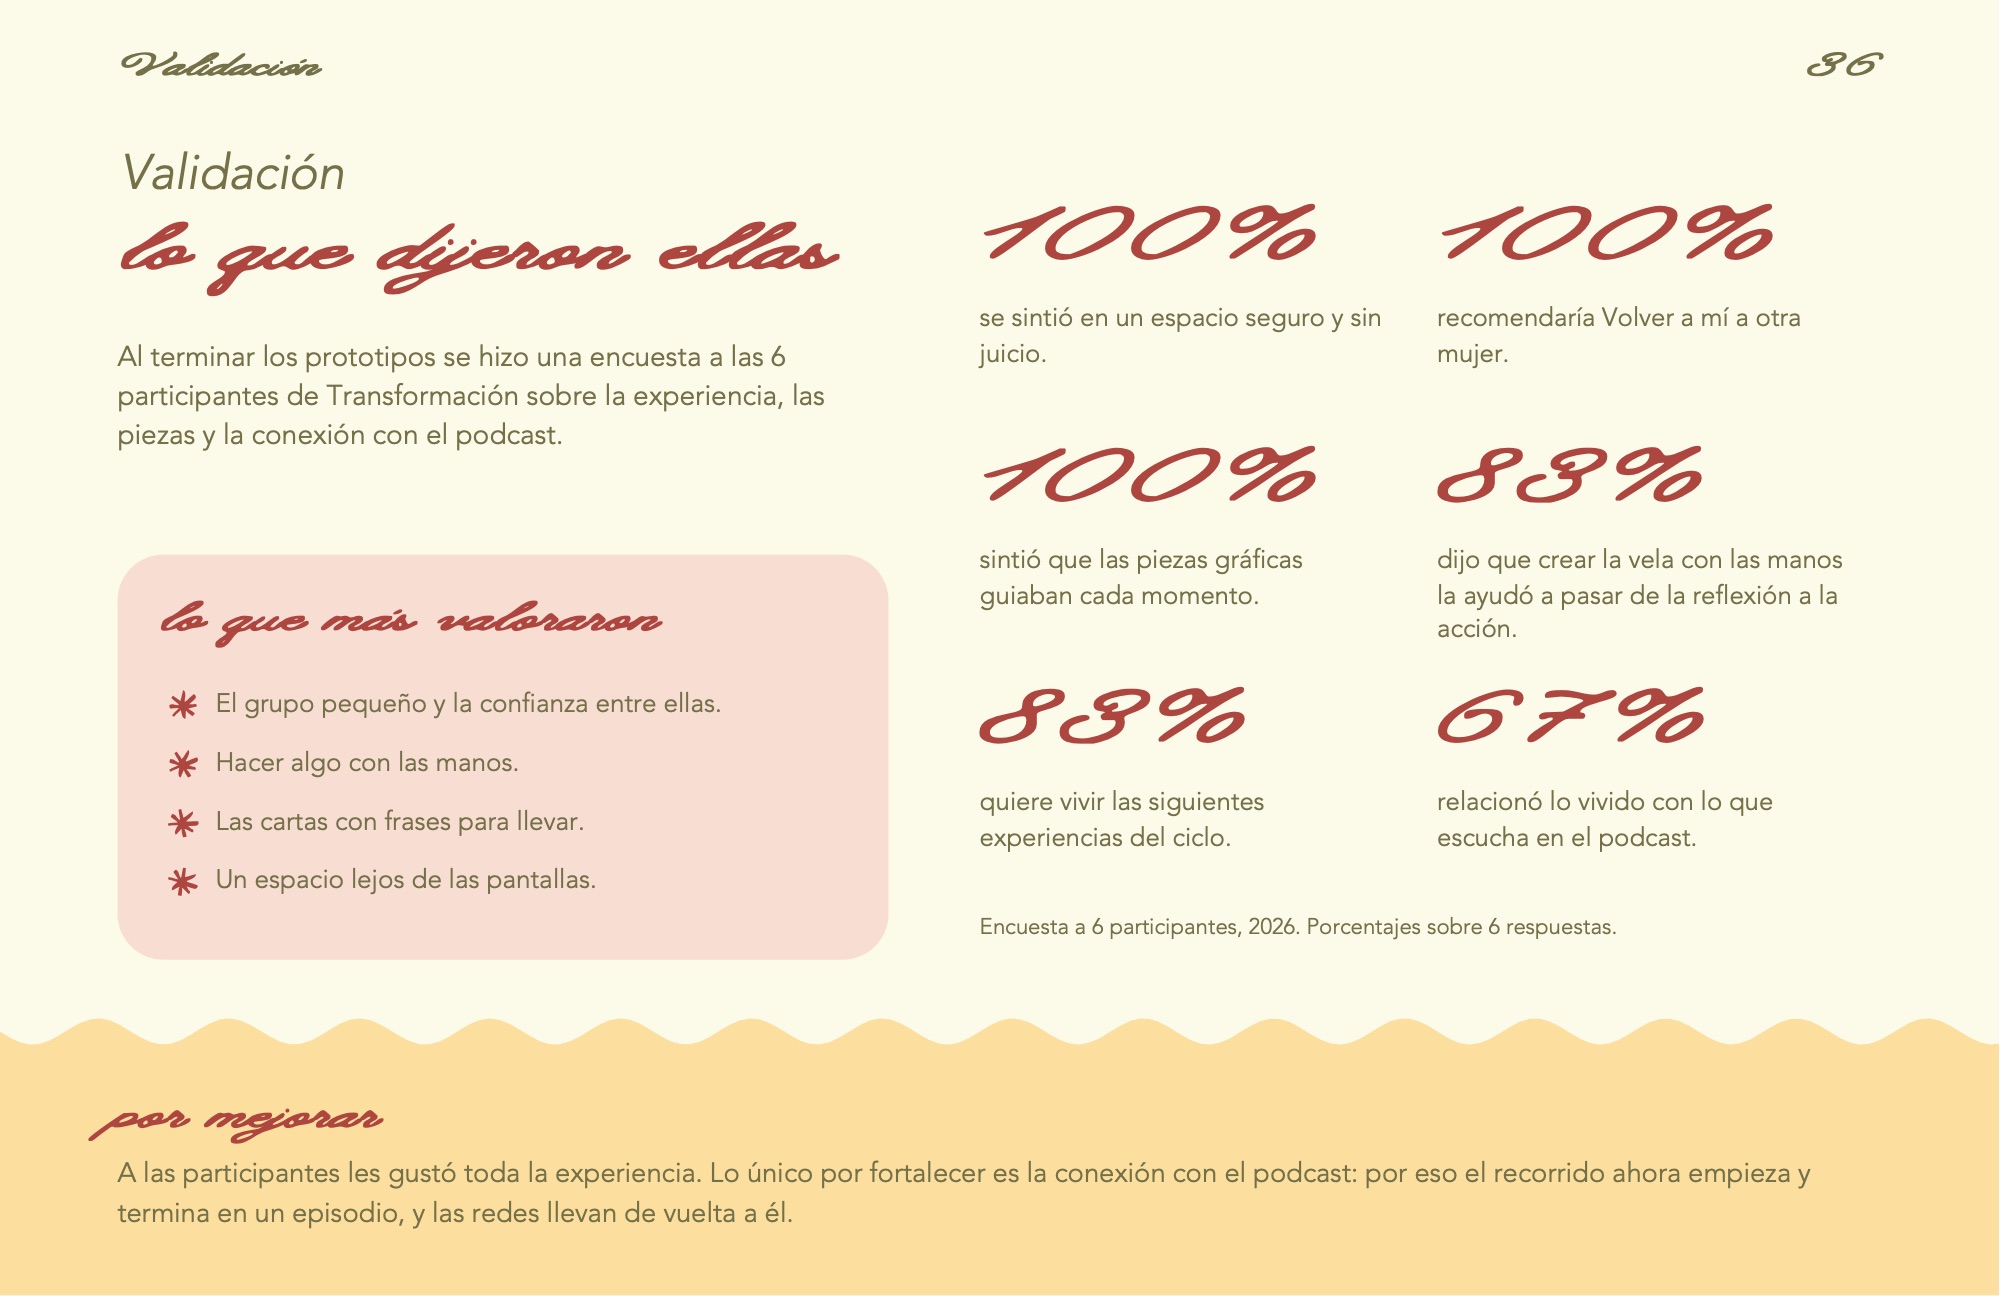 Validación
36
Validación
lo que dijeron ellas
Al terminar los prototipos se hizo una encuesta a las 6
participantes de Transformación sobre la experiencia, las
piezas y la conexión con el podcast.
lo que más valoraron
El grupo pequeño y la confianza entre ellas.
Hacer algo con las manos.
Las cartas con frases para llevar.
Un espacio lejos de las pantallas.
100%
se sintió en un espacio seguro y sin
juicio.
100%
recomendaría Volver a mí a otra
mujer.
100%
sintió que las piezas gráficas
guiaban cada momento.
83%
dijo que crear la vela con las manos
la ayudó a pasar de la reflexión a la
acción.
83%
quiere vivir las siguientes
experiencias del ciclo.
67%
relacionó lo vivido con lo que
escucha en el podcast.
Encuesta a 6 participantes, 2026. Porcentajes sobre 6 respuestas.
por mejorar
A las participantes les gustó toda la experiencia. Lo único por fortalecer es la conexión con el podcast: por eso el recorrido ahora empieza y
termina en un episodio, y las redes llevan de vuelta a él.